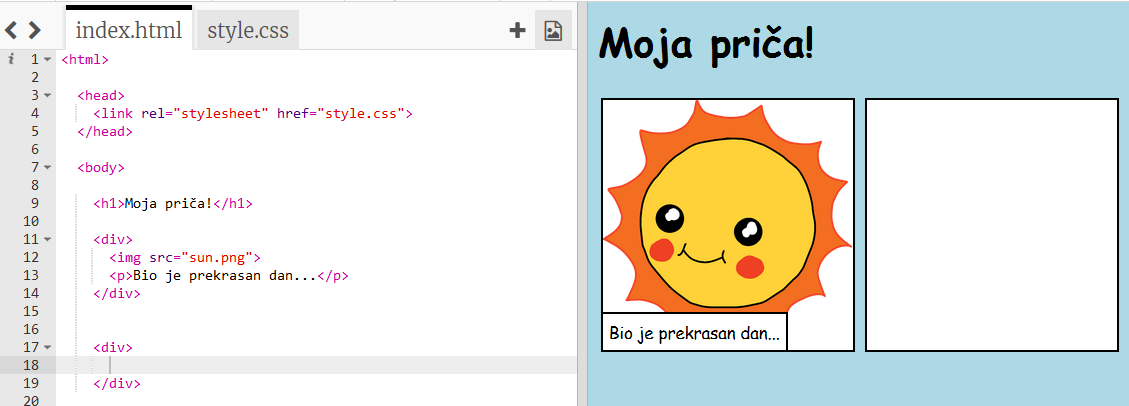 index.html style.css
i 1 <html>
2
3 <head>
4 <link rel="stylesheet" href="style.css">
5 </head>
6
7 <body>
8
9 <h1>Moja priča!</h1>
10
11 <div>
12 <img src="sun.png">
13 <p>Bio je prekrasan dan...</p>
14 </div>
15
16
17 <div>
18
19 </div>
20
Moja priča!
Bio je prekrasan dan...